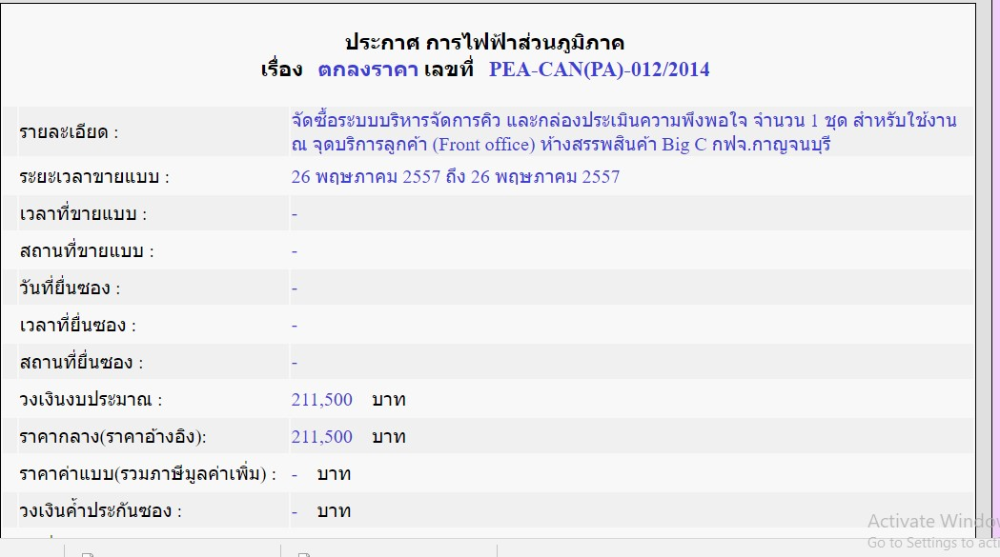 ประกาศ การไฟฟ้าส่วนภูมิภาค
เรื่อง ตกลงราคา เลขที่ PEA-CAN(PA)-012/2014
รายละเอียด : จัดซื้อระบบบริหารจัดการคิว และกล่องประเมินความพึงพอใจ จำนวน 1 ชุด สำหรับใช้งาน
ณ จุดบริการลูกค้า (Front office) ห้างสรรพสินค้า Big C กฟจ.กาญจนบุรี
ระยะเวลาขายแบบ : 26 พฤษภาคม 2557 ถึง 26 พฤษภาคม 2557
เวลาที่ขายแบบ : -
สถานที่ขายแบบ : -
วันที่ยื่นซอง : -
เวลาที่ยื่นซอง : -
สถานที่ยื่นซอง : -
วงเงินงบประมาณ : 211,500 บาท
ราคากลาง(ราคาอ้างอิง): 211,500 บาท
ราคาค่าแบบ(รวมภาษีมูลค่าเพิ่ม) : - บาท
วงเงินค้ำประกันซอง : - บาท
Activate Window
Go to Settings to acti